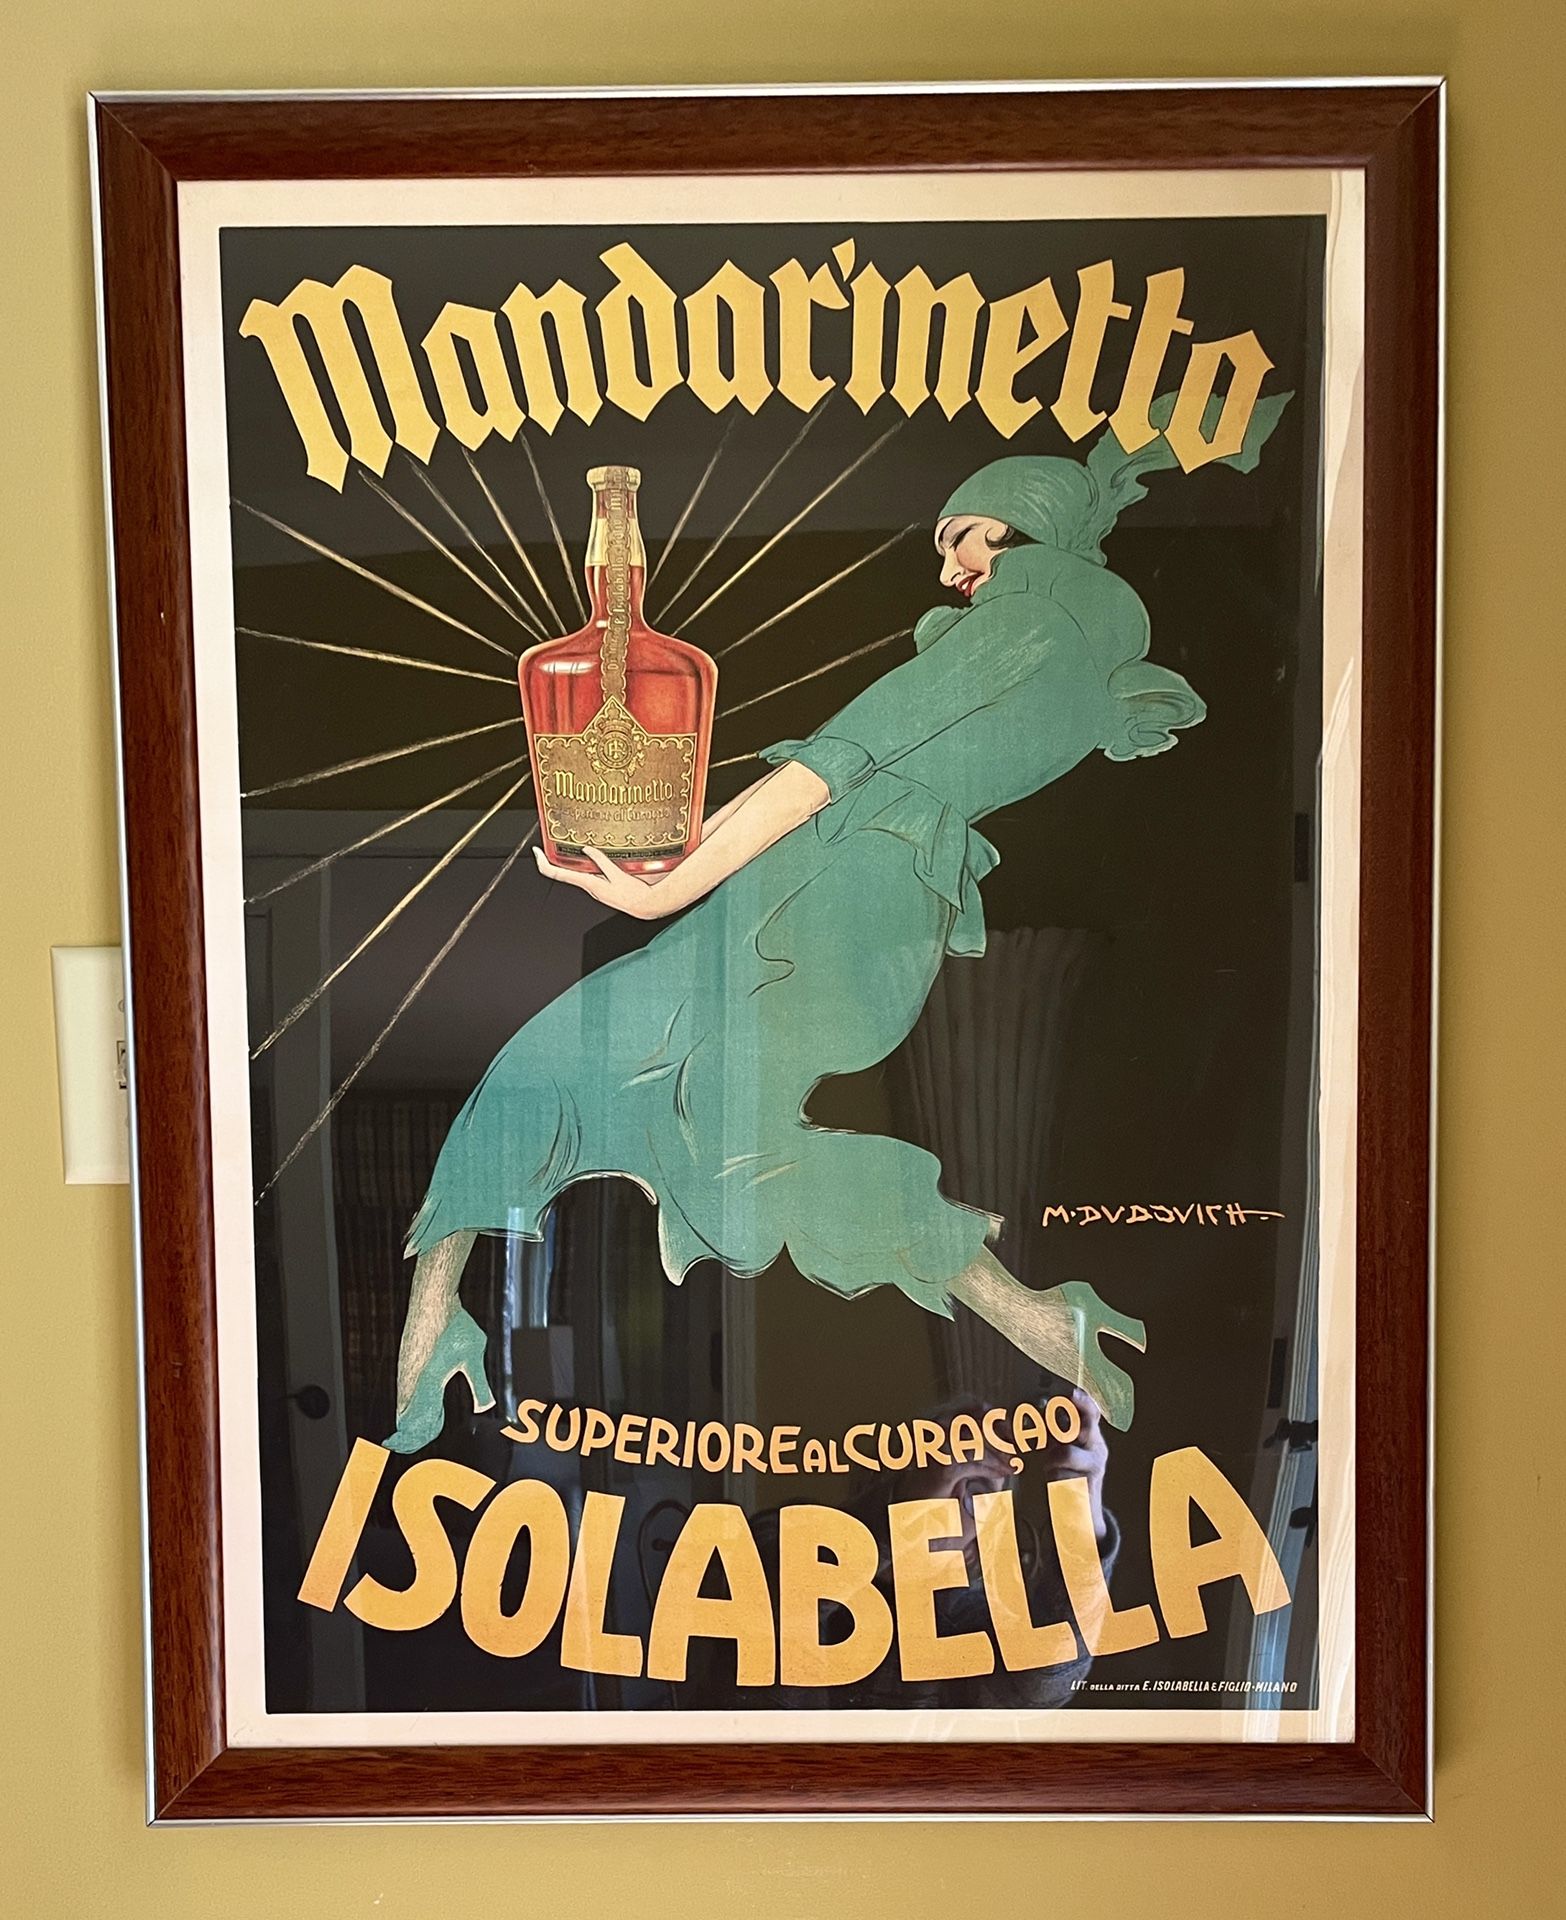 Mandarinetto
Mandarinetto
SUPERIORE AL CURAÇAO
ISOLABELLA
M. DUDOVICH
LIT. DELLA DITTA E. ISOLABELLA & FIGLIO-MILANO